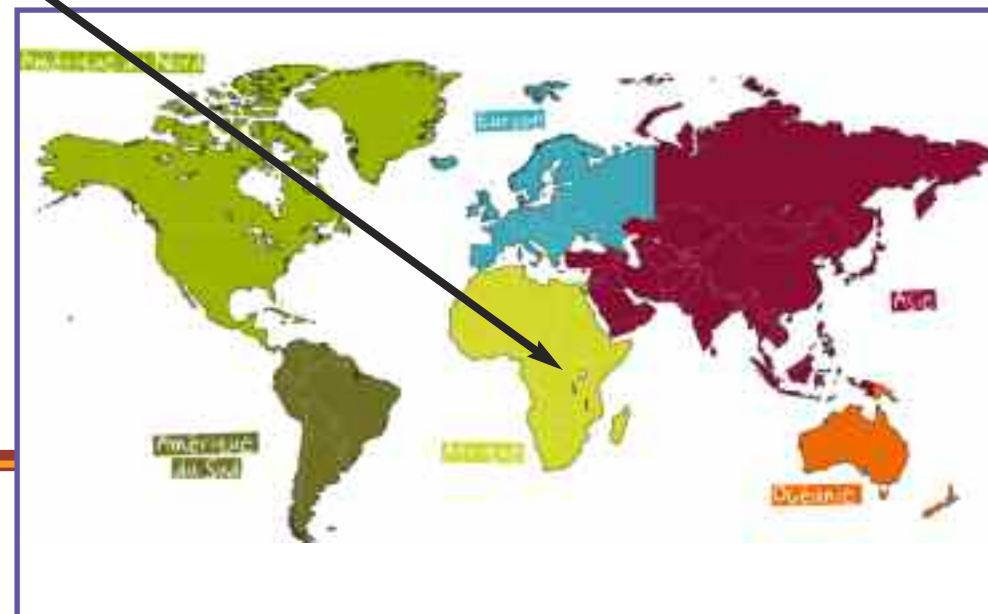 Amérique du Nord
Europe
Asie
Afrique
Amérique
du Sud
Océanie